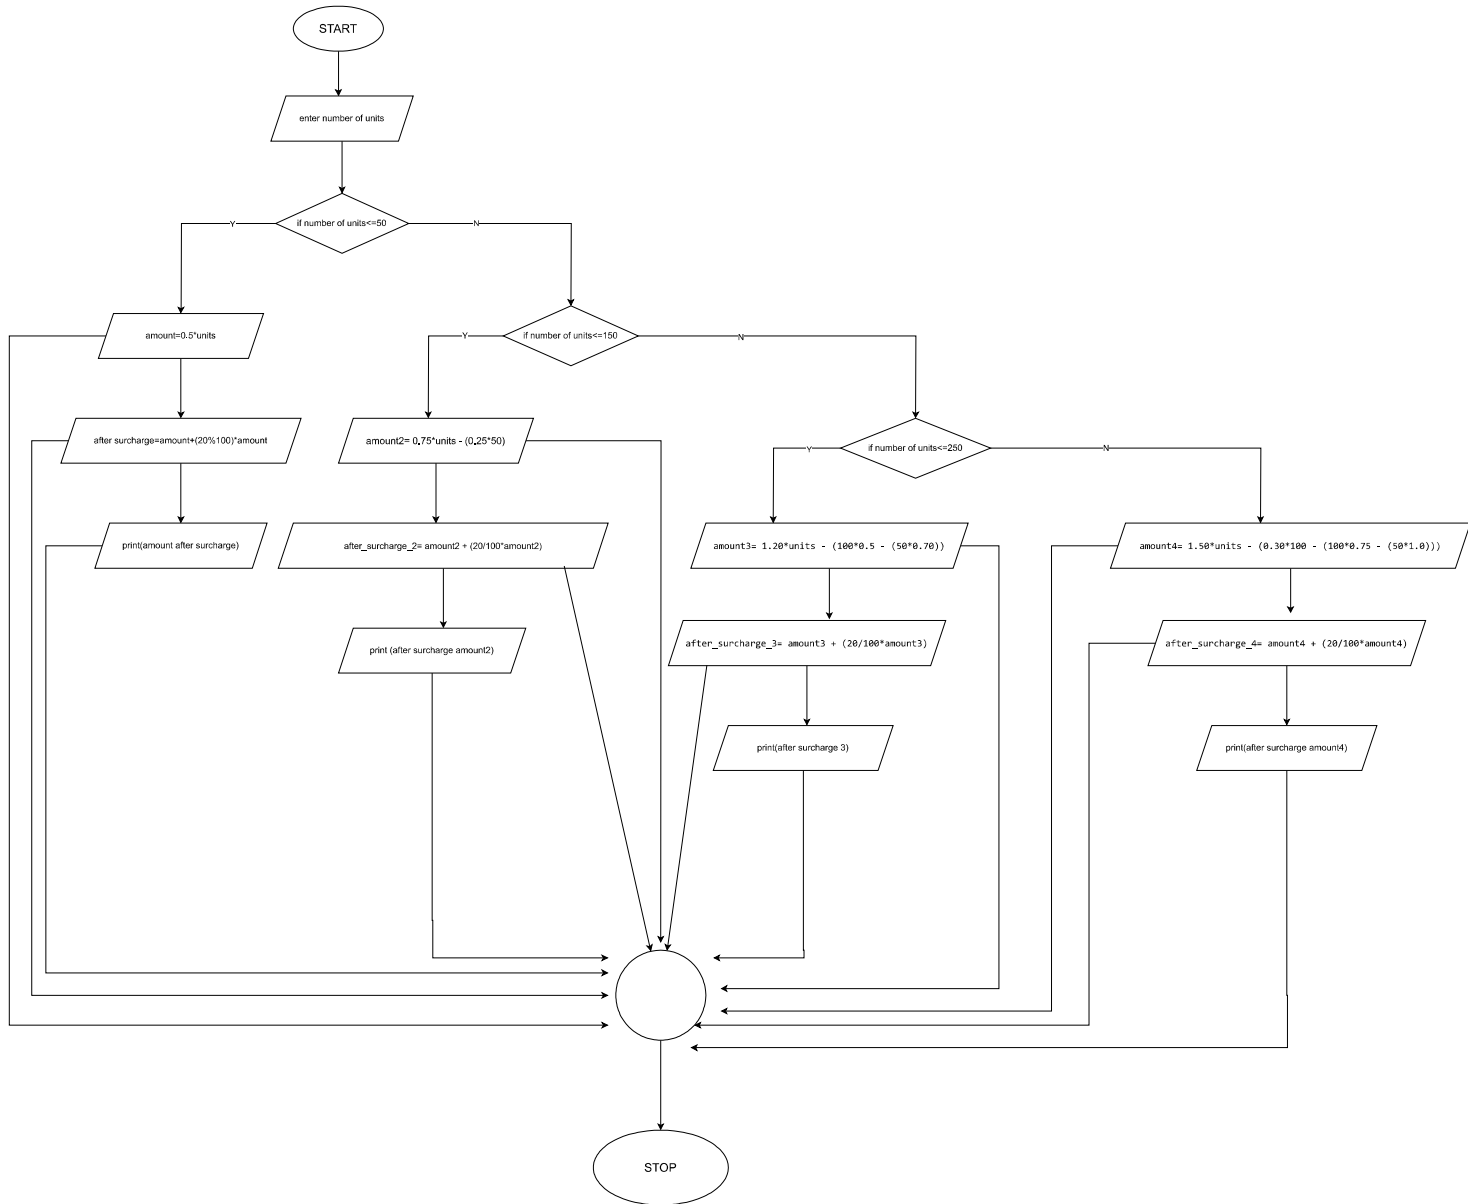 START
enter number of units
if number of units<=50
Y
N
amount=0.5*units
if number of units<=150
Y
N
after surcharge=amount+(20%100)*amount
amount2= 0.75*units - (0.25*50)
if number of units<=250
Y
N
print(amount after surcharge)
after_surcharge_2= amount2 + (20/100*amount2)
amount3= 1.20*units - (100*0.5 - (50*0.70))
amount4= 1.50*units - (0.30*100 - (100*0.75 - (50*1.0)))
print (after surcharge amount2)
after_surcharge_3= amount3 + (20/100*amount3)
after_surcharge_4= amount4 + (20/100*amount4)
print(after surcharge 3)
print(after surcharge amount4)
STOP